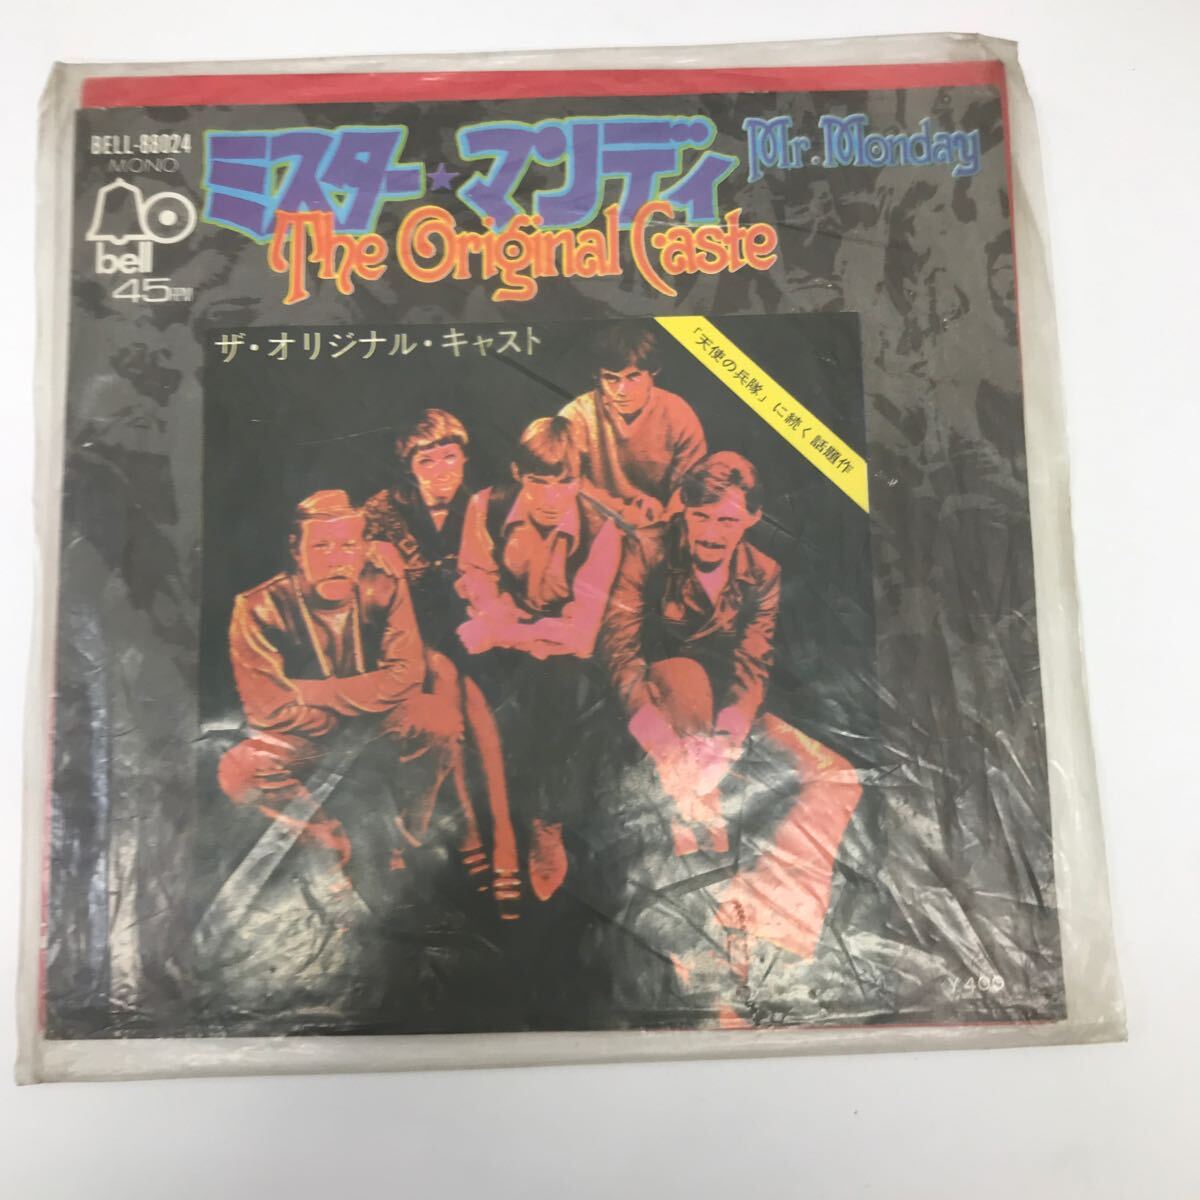 BELL-88024
MONO
bell
45RPM
ミスター★マンディ
Mr. Monday
The Original Caste
ザ・オリジナル・キャスト
「天使の兵隊」に続く話題作
¥400